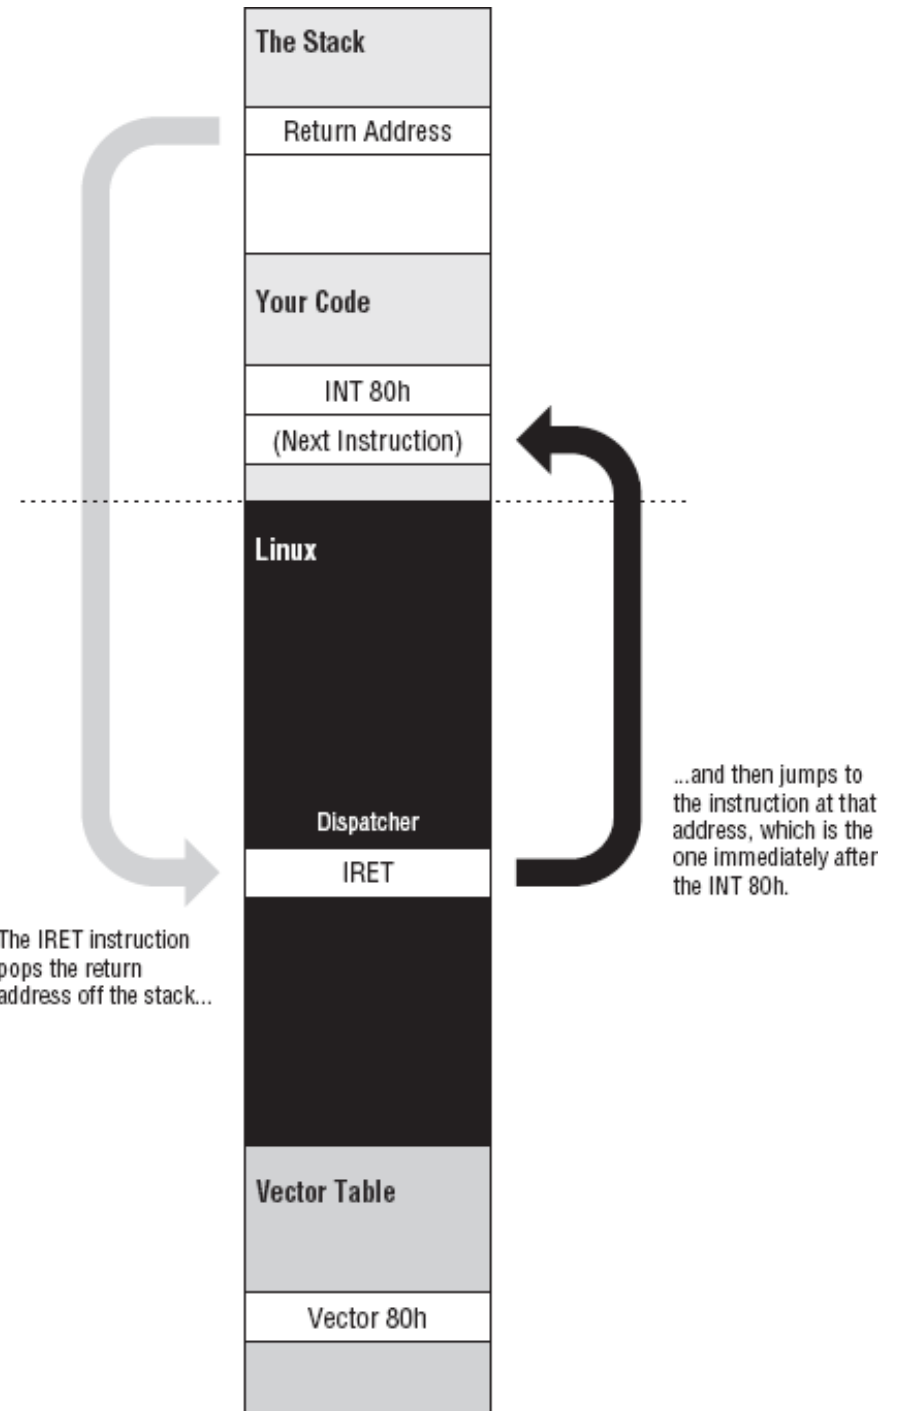 The Stack
Return Address
Your Code
INT 80h
(Next Instruction)
Linux
Dispatcher
IRET
...and then jumps to
the instruction at that
address, which is the
one immediately after
the INT 80h.
The IRET instruction
pops the return
address off the stack...
Vector Table
Vector 80h